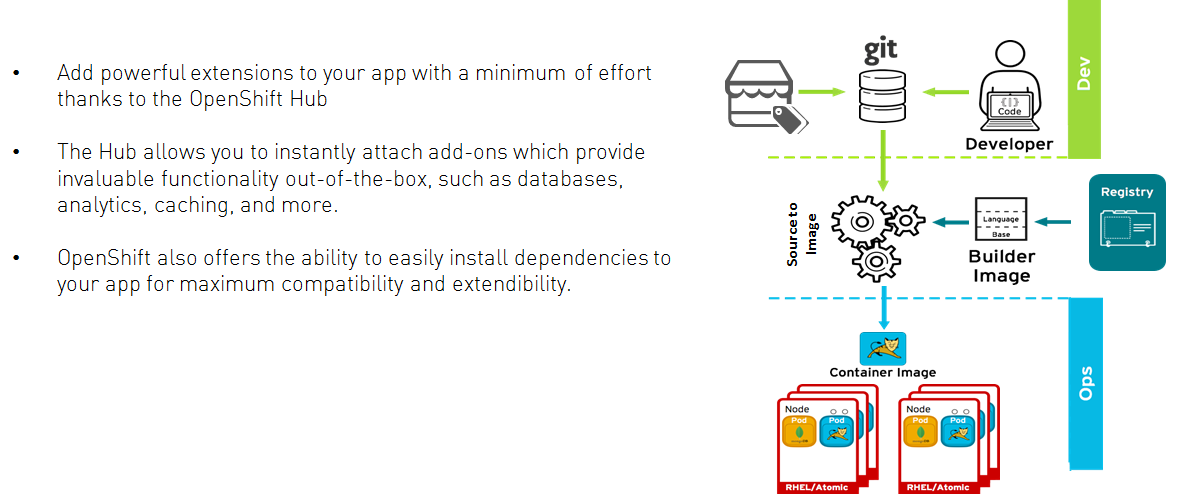 • Add powerful extensions to your app with a minimum of effort
thanks to the OpenShift Hub
• The Hub allows you to instantly attach add-ons which provide
invaluable functionality out-of-the-box, such as databases,
analytics, caching, and more.
• OpenShift also offers the ability to easily install dependencies to
your app for maximum compatibility and extendibility.
git
{|}
Code
Developer
Dev
Source to
Image
Language
Base
Builder
Image
Registry
Container Image
Ops
Node
Pod
Pod
RHEL/Atomic
Node
Pod
Pod
RHEL/Atomic